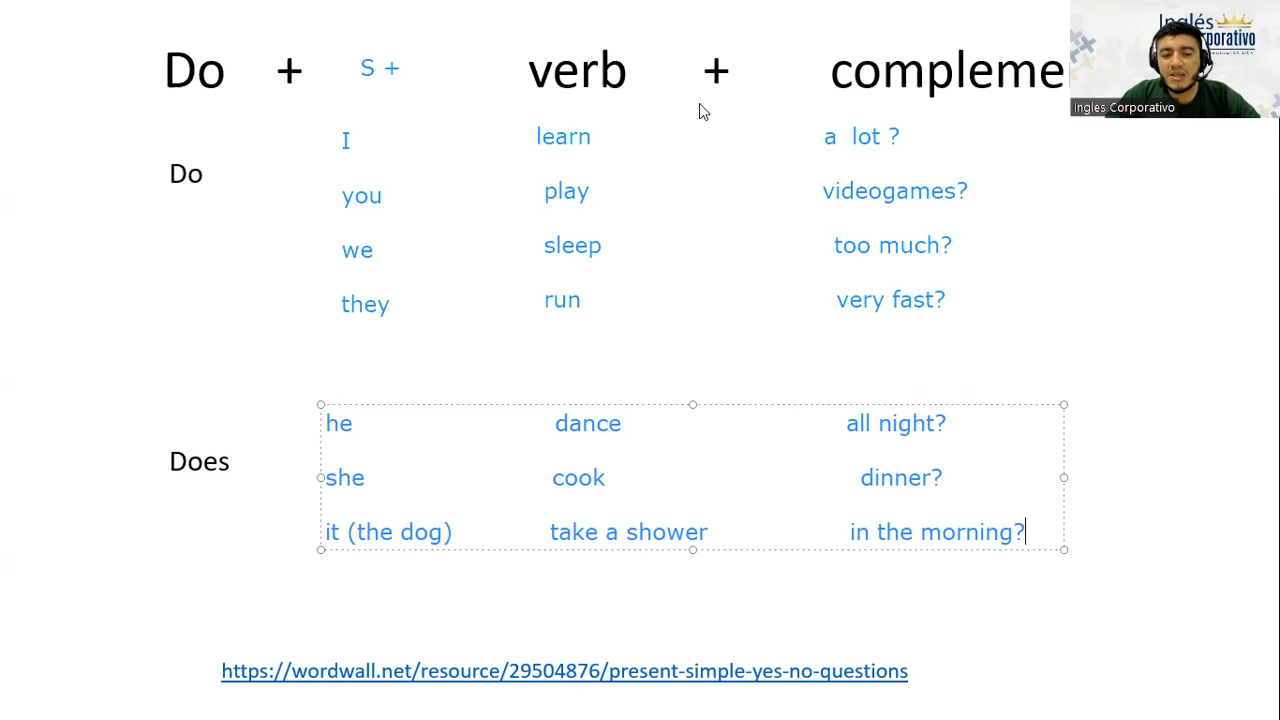 Inglés
Corporativo
Do + S + verb + compleme
Ingles Corporativo
I learn a lot ?
Do
you play videogames?
we sleep too much?
they run very fast?
he dance all night?
Does
she cook dinner?
it (the dog) take a shower in the morning?
https://wordwall.net/resource/29504876/present-simple-yes-no-questions